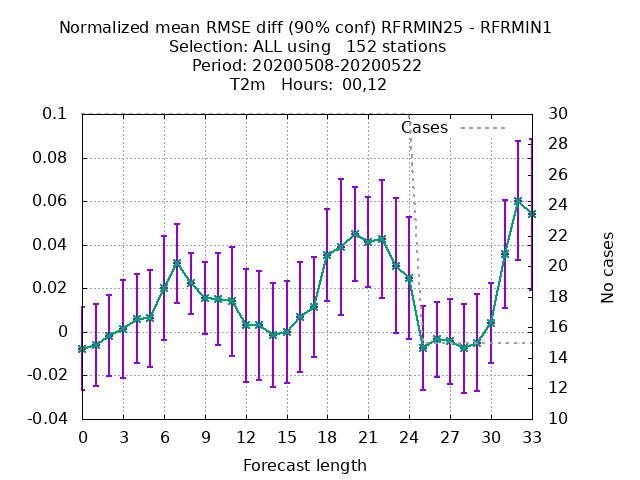 Normalized mean RMSE diff (90% conf) RFRMIN25 - RFRMIN1
Selection: ALL using   152 stations
Period: 20200508-20200522
T2m   Hours: 00,12
Cases
0.1
0.08
0.06
0.04
0.02
0
-0.02
-0.04
30
28
26
24
22
20
18
16
14
12
10
No cases
0 3 6 9 12 15 18 21 24 27 30 33
Forecast length